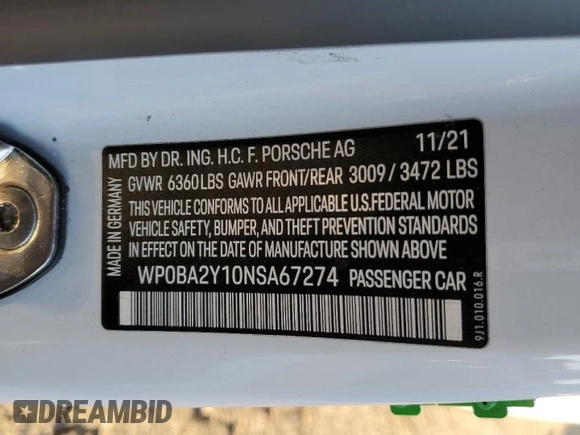 MFD BY DR. ING. H.C. F. PORSCHE AG 11/21
GVWR 6360LBS GAWR FRONT/REAR 3009/3472 LBS
THIS VEHICLE CONFORMS TO ALL APPLICABLE U.S.FEDERAL MOTOR
VEHICLE SAFETY, BUMPER, AND THEFT PREVENTION STANDARDS
IN EFFECT ON THE DATE OF MANUFACTURE SHOWN ABOVE
WP0BA2Y10NSA67274 PASSENGER CAR
MADE IN GERMANY
9J1.010.016.R
DREAMBID